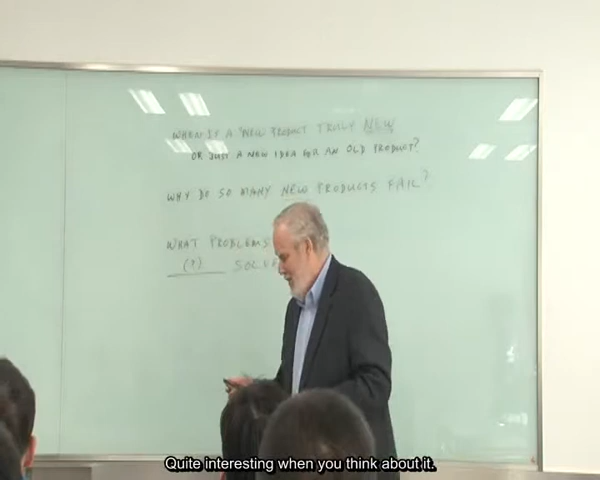 WHEN IS A "NEW PRODUCT TRULY NEW
OR JUST A NEW IDEA FOR AN OLD PRODUCT?
WHY DO SO MANY NEW PRODUCTS FAIL?
WHAT PROBLEMS
(?) SOLVE
Quite interesting when you think about it.